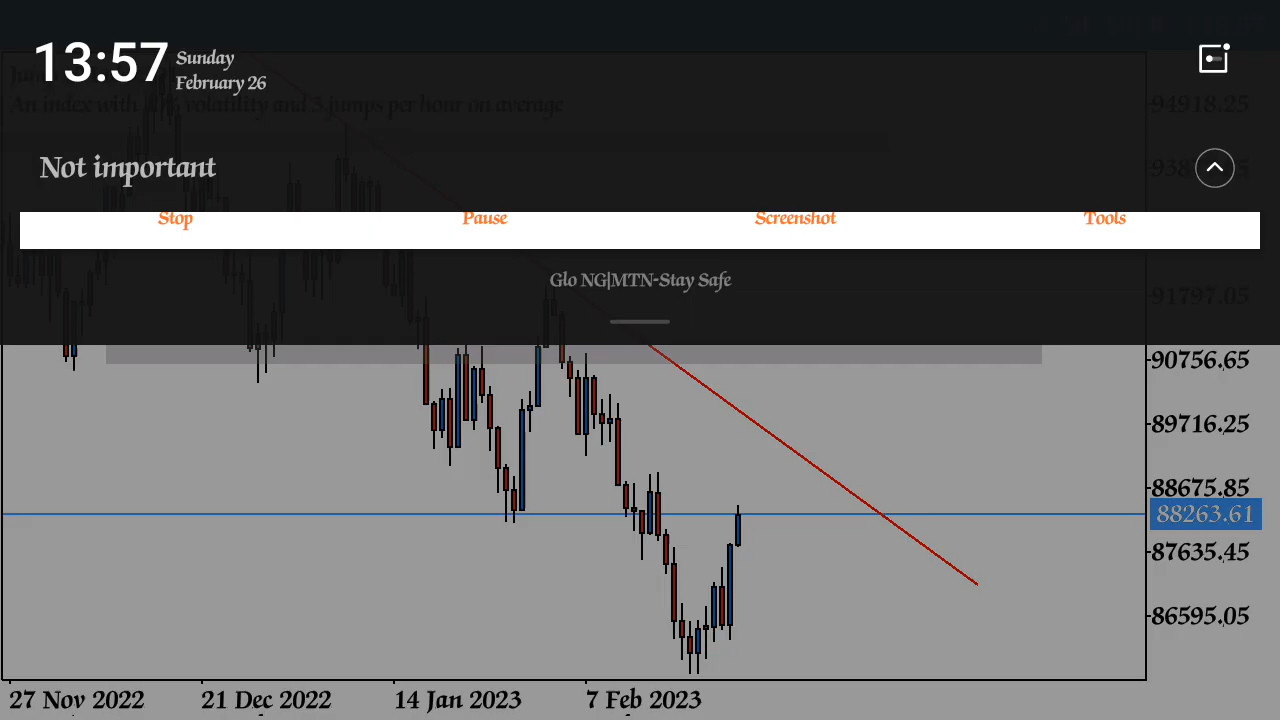 13:57
Sunday
February 26
An index with volatility and 3 jumps per hour on average
94918.25
Not important
Stop Pause Screenshot Tools
Glo NG|MTN-Stay Safe
91797.05
90756.65
89716.25
88675.85
88263.61
87635.45
86595.05
27 Nov 2022 21 Dec 2022 14 Jan 2023 7 Feb 2023